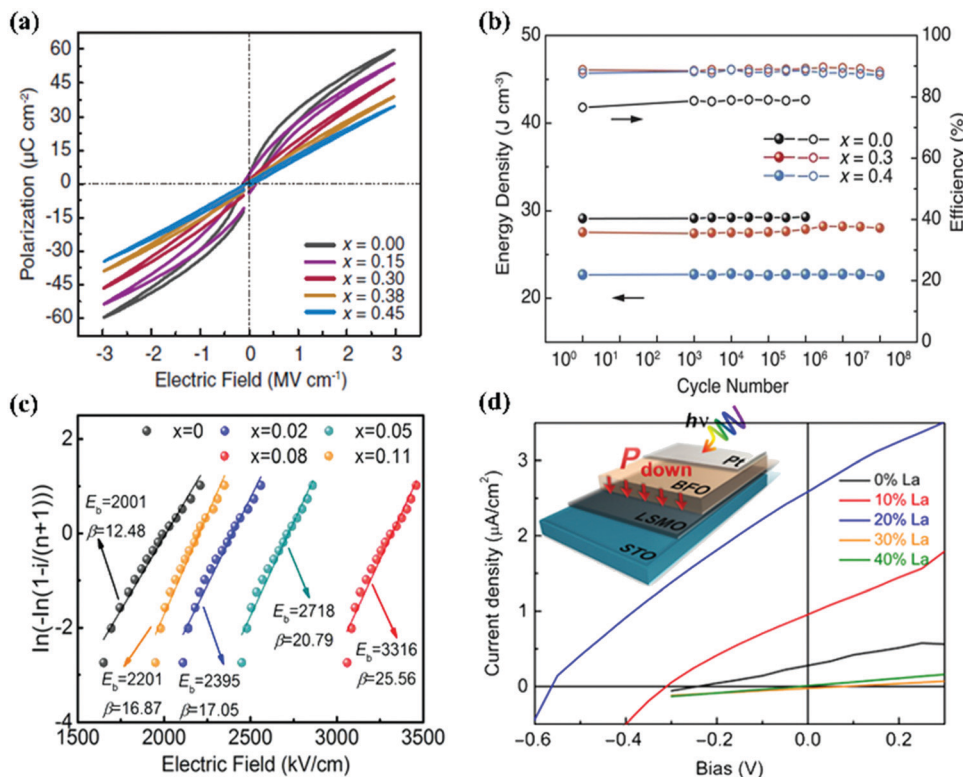 (a)
Polarization (µC cm⁻²)
60
45
30
15
0
-15
-30
-45
-60
x = 0.00
x = 0.15
x = 0.30
x = 0.38
x = 0.45
-3 -2 -1 0 1 2 3
Electric Field (MV cm⁻¹)
(b)
Energy Density (J cm⁻³)
50
40
30
20
x = 0.0
x = 0.3
x = 0.4
100
80
60
40
20
0
Efficiency (%)
10⁰ 10¹ 10² 10³ 10⁴ 10⁵ 10⁶ 10⁷ 10⁸
Cycle Number
(c)
ln(-ln(1-i/(n+1)))
2
0
-2
-4
x=0 x=0.02 x=0.05
x=0.08 x=0.11
E_b=2001
β=12.48
E_b=2201
β=16.87
E_b=2395
β=17.05
E_b=2718
β=20.79
E_b=3316
β=25.56
1500 2000 2500 3000 3500
Electric Field (kV/cm)
(d)
Current density (µA/cm²)
3
2
1
0
hν
Pt
P down
BFO
LSMO
STO
0% La
10% La
20% La
30% La
40% La
−0.6 −0.4 −0.2 0.0 0.2
Bias (V)